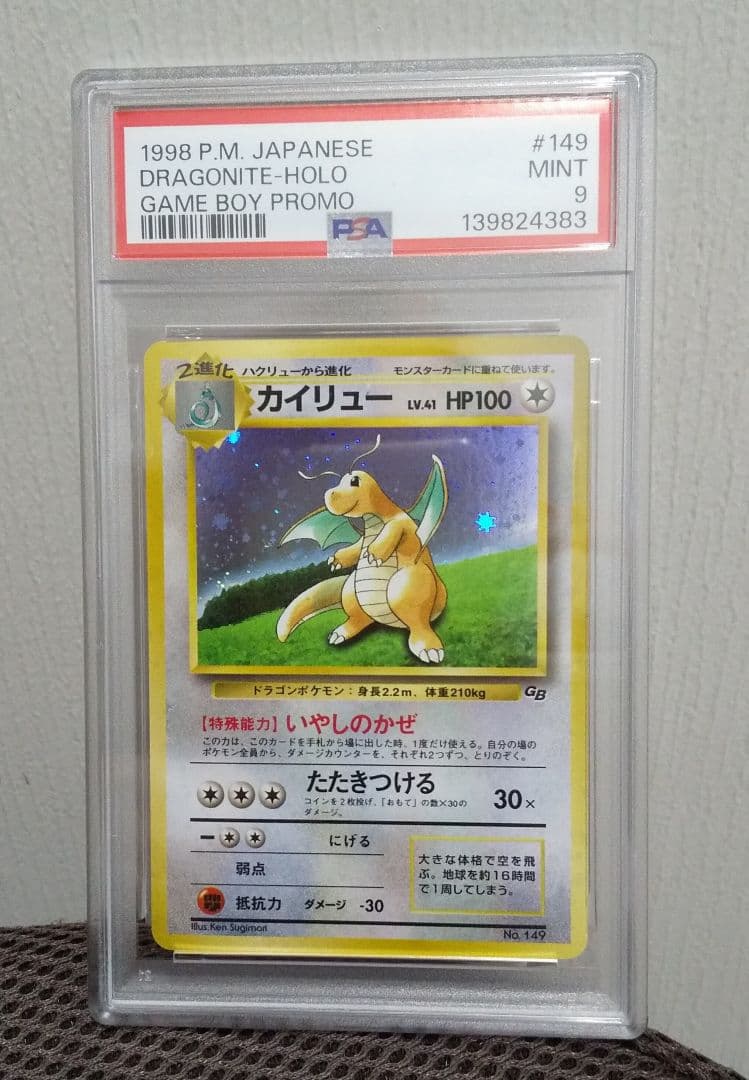 1998 P.M. JAPANESE #149
DRAGONITE-HOLO MINT
GAME BOY PROMO 9
PSA 139824383
2進化 ハクリューから進化 モンスターカードに重ねて使います。
カイリュー LV.41 HP100
ドラゴンポケモン：身長2.2m、体重210kg GB
【特殊能力】いやしのかぜ
この力は、このカードを手札から場に出した時、1度だけ使える。自分の場の
ポケモン全員から、ダメージカウンターを、それぞれ2つずつ、とりのぞく。
たたきつける 30×
コインを2枚投げ、「おもて」の数×30の
ダメージ。
にげる
弱点
抵抗力 ダメージ -30
大きな体格で空を飛
ぶ。地球を約16時間
で1周してしまう。
Illus.Ken Sugimori No. 149